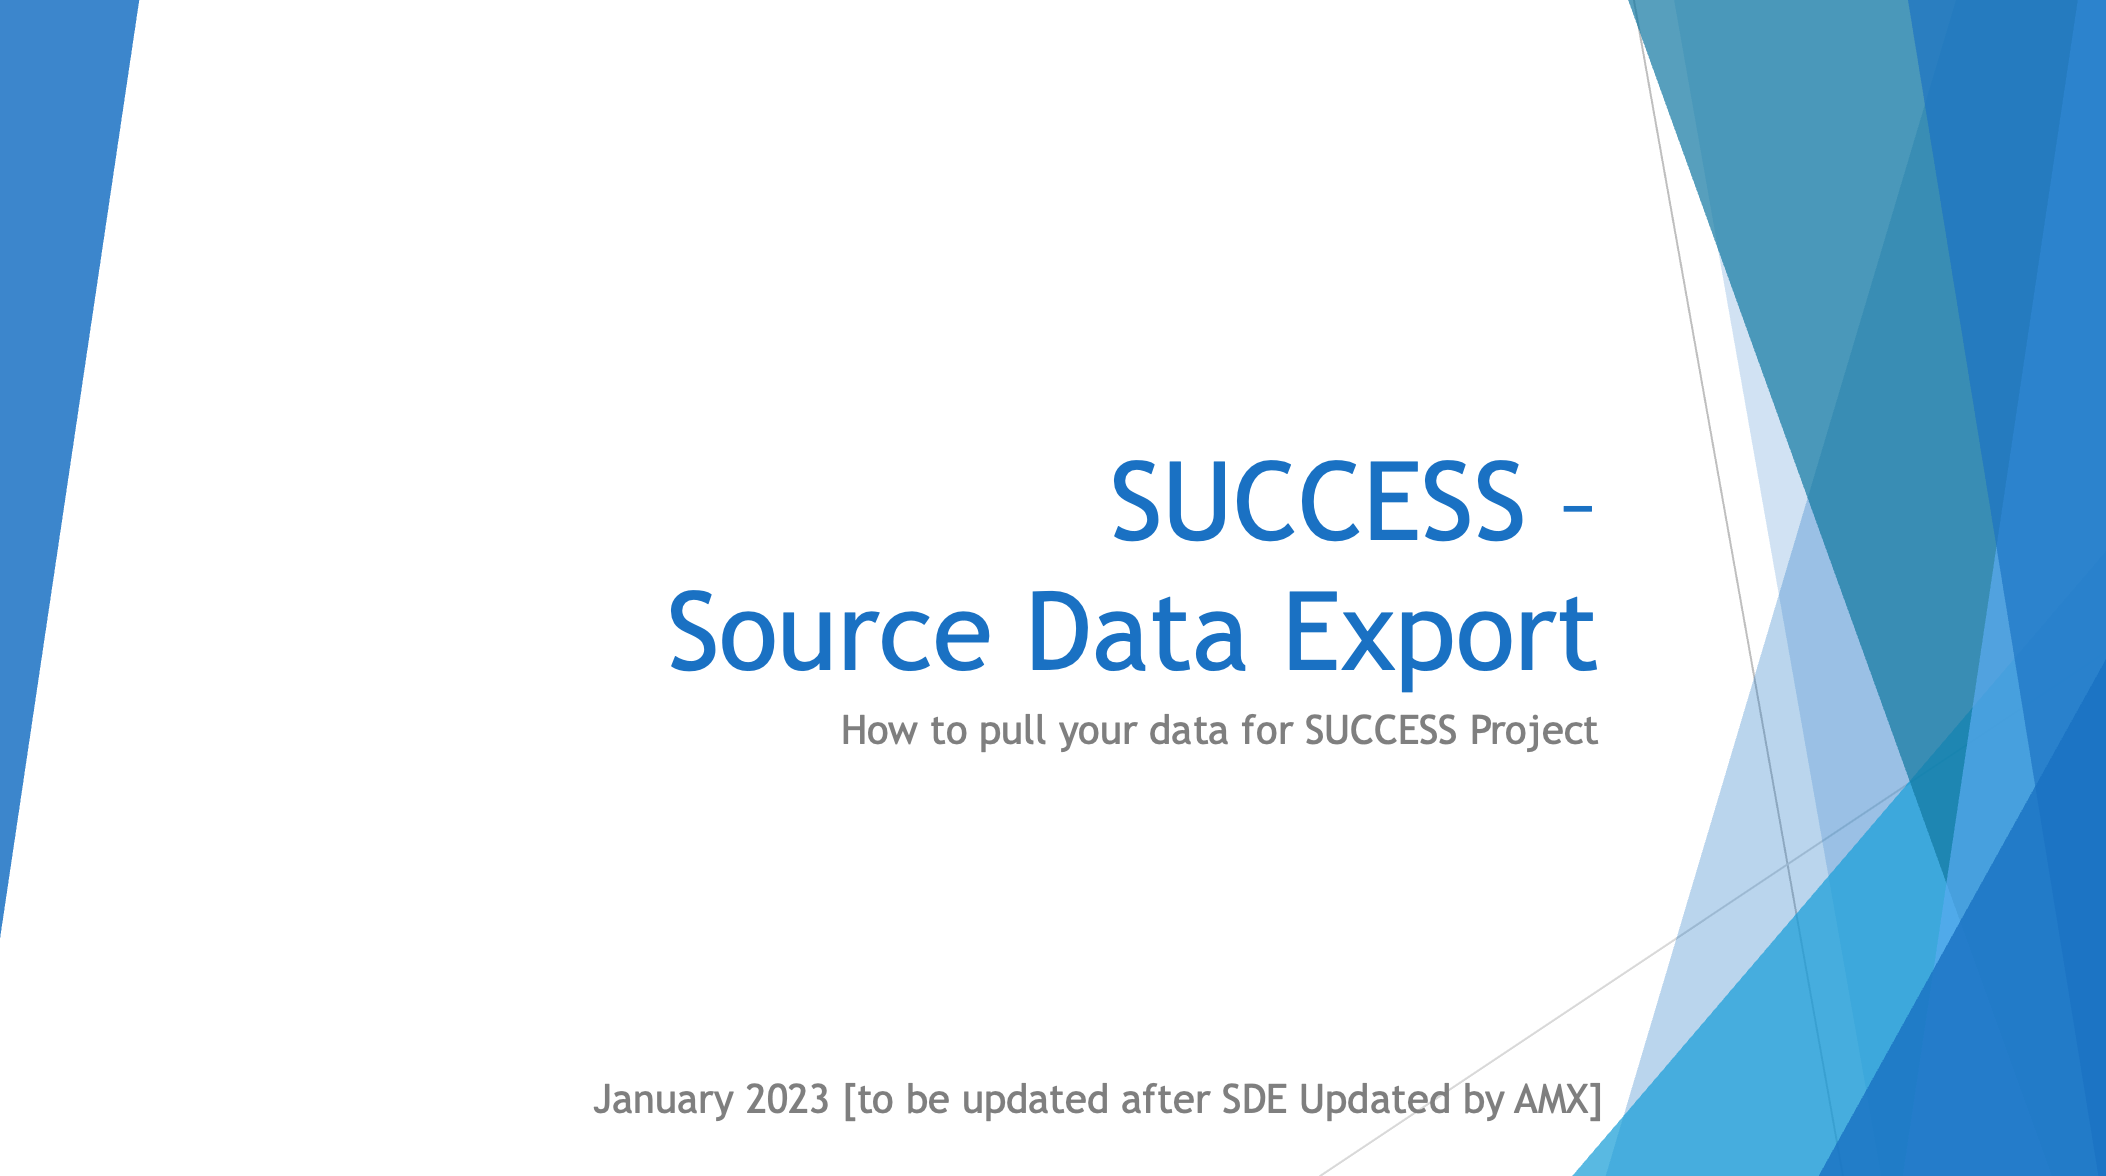 SUCCESS –
Source Data Export
How to pull your data for SUCCESS Project
January 2023 [to be updated after SDE Updated by AMX]